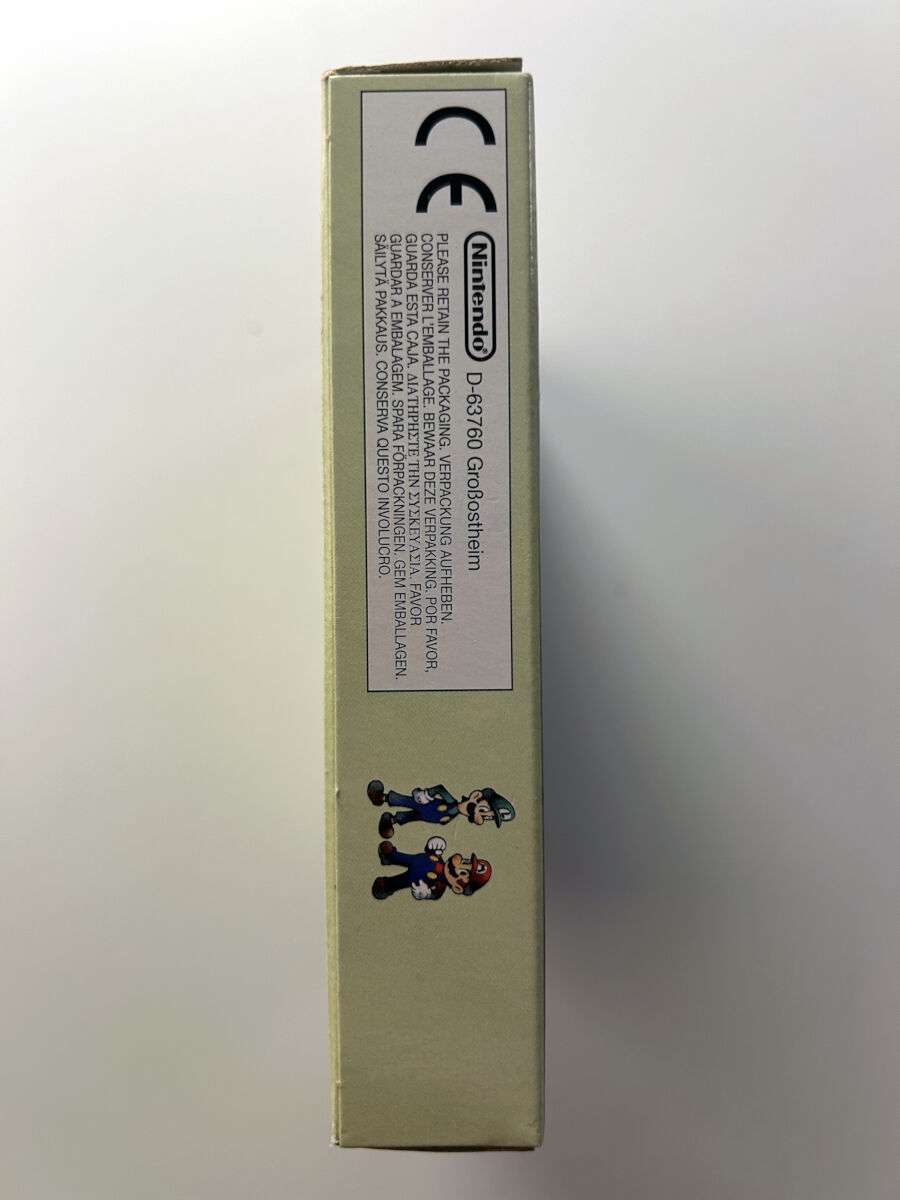 CE
Nintendo® D-63760 Großostheim
PLEASE RETAIN THE PACKAGING. VERPACKUNG AUFHEBEN.
CONSERVER L'EMBALLAGE. BEWAAR DEZE VERPAKKING. POR FAVOR,
GUARDA ESTA CAJA. ΔΙΑΤΗΡΗΣΤΕ ΤΗΝ ΣΥΣΚΕΥΑΣΙΑ. FAVOR
GUARDAR A EMBALAGEM. SPARA FÖRPACKNINGEN. GEM EMBALLAGEN.
SÄILYTÄ PAKKAUS. CONSERVA QUESTO INVOLUCRO.